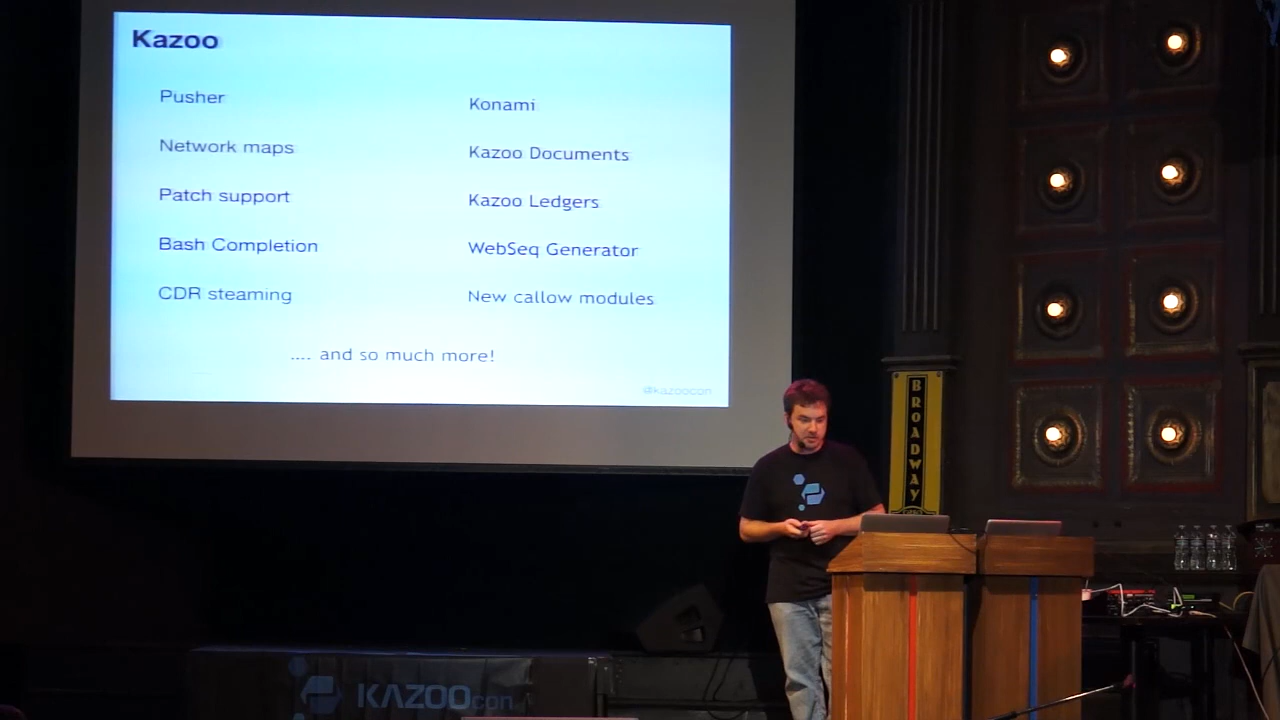 Kazoo
Pusher
Network maps
Patch support
Bash Completion
CDR steaming
Konami
Kazoo Documents
Kazoo Ledgers
WebSeq Generator
New callow modules
.... and so much more!
@kazoocon
BROADWAY
KAZOOcon